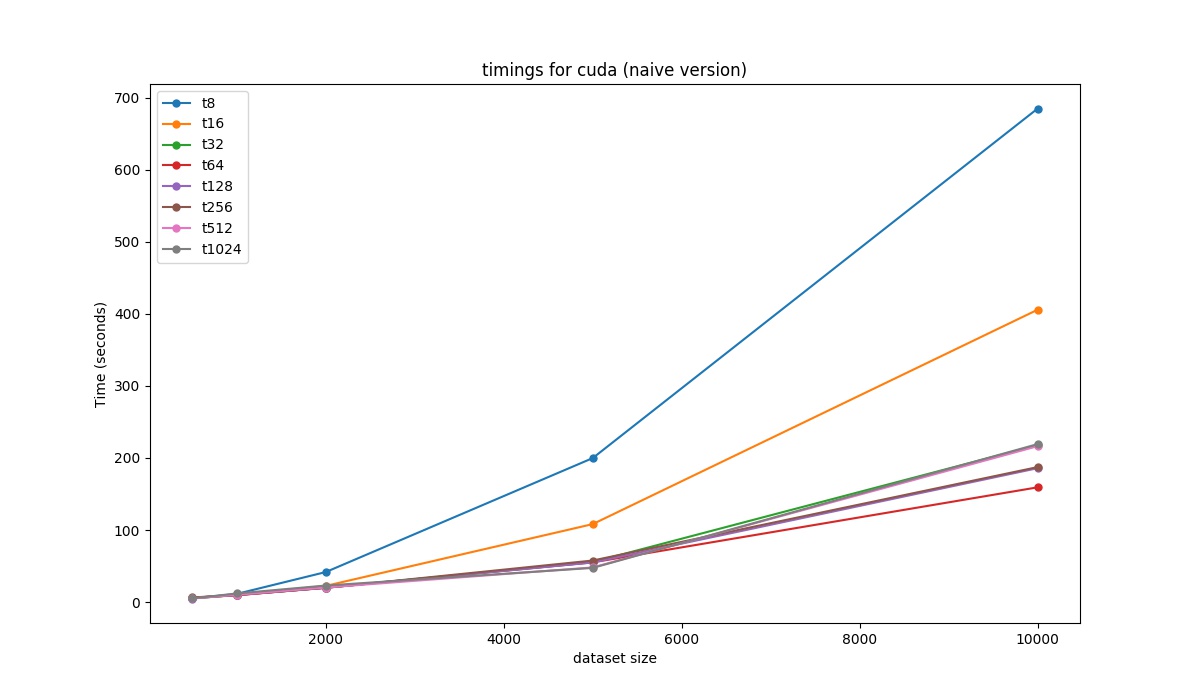 timings for cuda (naive version)
700
600
500
400
300
200
100
0
Time (seconds)
t8
t16
t32
t64
t128
t256
t512
t1024
2000
4000
6000
8000
10000
dataset size